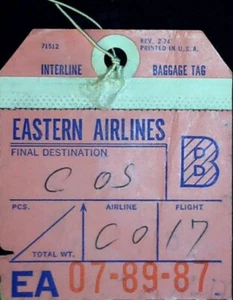 71512
REV. 2-74
PRINTED IN U.S.A.
INTERLINE BAGGAGE TAG
EASTERN AIRLINES
FINAL DESTINATION
B
COS
PCS. AIRLINE FLIGHT
CO 17
TOTAL WT.
EA 07-89-87